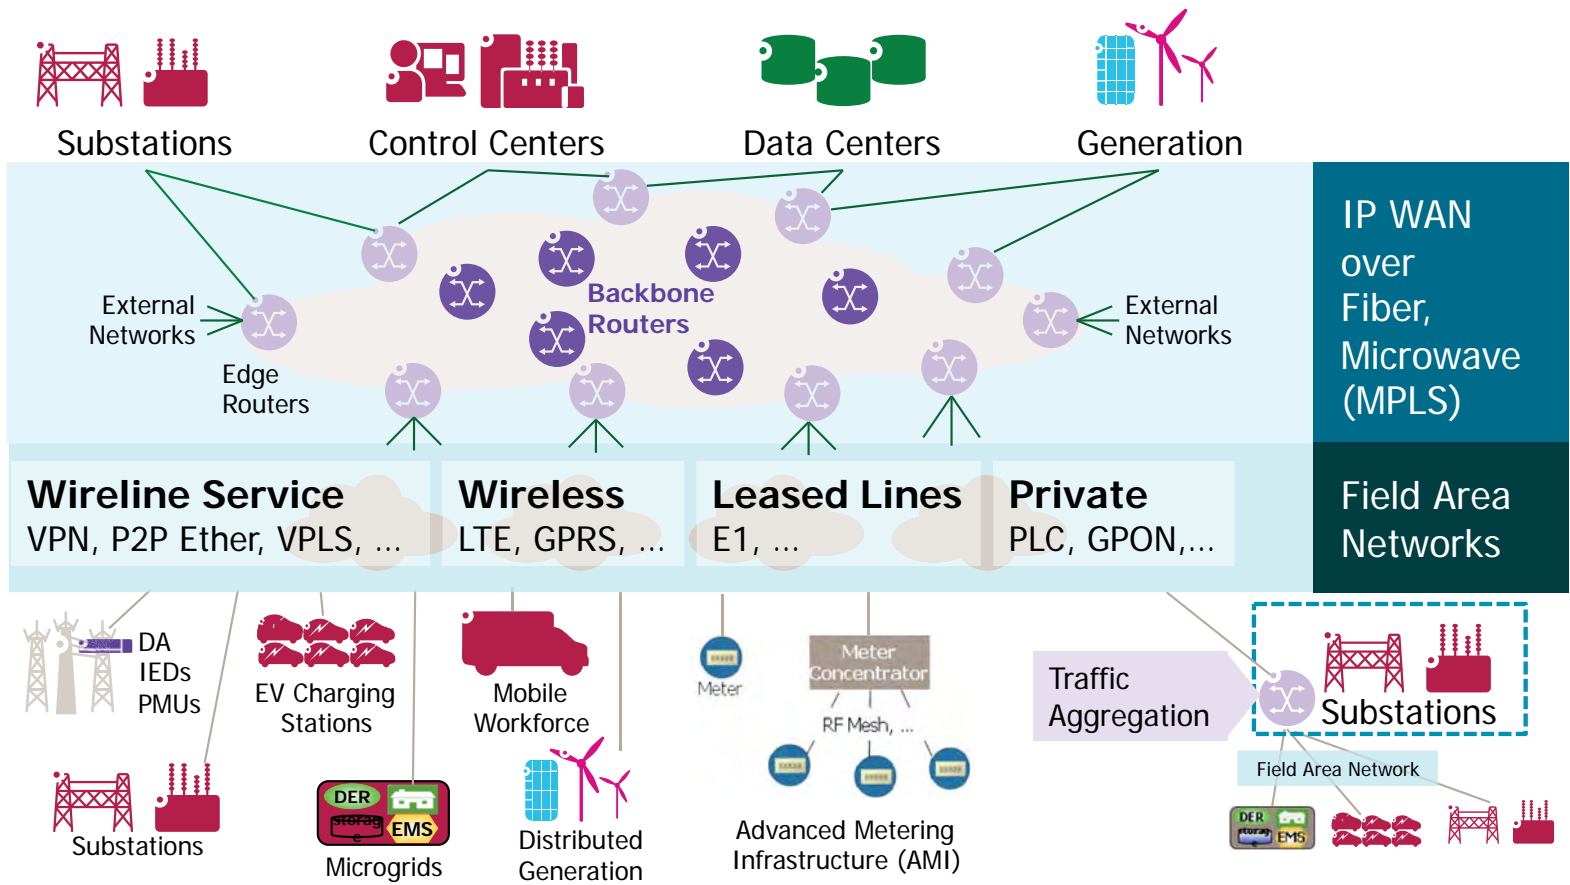 Substations
Control Centers
Data Centers
Generation
IP WAN
over
Fiber,
Microwave
(MPLS)
Backbone
Routers
External
Networks
External
Networks
Edge
Routers
Wireline Service
VPN, P2P Ether, VPLS, ...
Wireless
LTE, GPRS, ...
Leased Lines
E1, ...
Private
PLC, GPON,...
Field Area
Networks
DA
IEDs
PMUs
EV Charging
Stations
Mobile
Workforce
Meter
Meter
Concentrator
RF Mesh, ...
Traffic
Aggregation
Substations
Field Area Network
Substations
DER
storag
e
EMS
Microgrids
Distributed
Generation
Advanced Metering
Infrastructure (AMI)
DER
storag
e
EMS